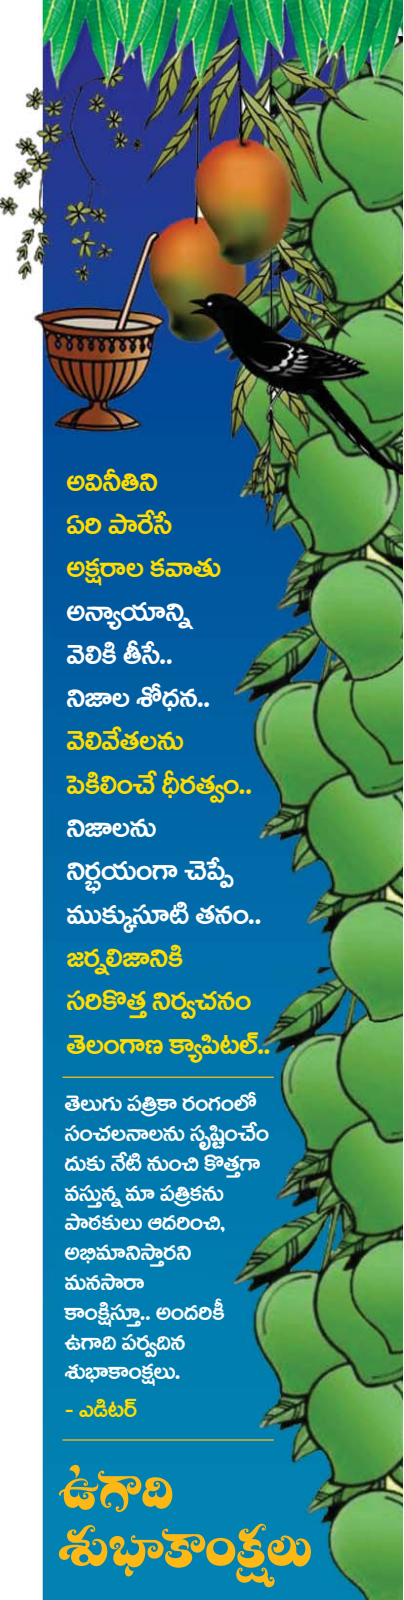 అవినీతిని
ఏరి పారేసే
అక్షరాల కవాతు
అన్యాయాన్ని
వెలికి తీసే..
నిజాల శోధన..
వెలివేతలను
పెకిలించే ధీరత్వం..
నిజాలను
నిర్భయంగా చెప్పే
ముక్కుసూటి తనం..
జర్నలిజానికి
సరికొత్త నిర్వచనం
తెలంగాణ క్యాపిటల్..
తెలుగు పత్రికా రంగంలో
సంచలనాలను సృష్టించేం
దుకు నేటి నుంచి కొత్తగా
వస్తున్న మా పత్రికను
పాఠకులు ఆదరించి,
అభిమానిస్తారని
మనసారా
కాంక్షిస్తూ.. అందరికీ
ఉగాది పర్వదిన
శుభాకాంక్షలు.
- ఎడిటర్
ఉగాది
శుభాకాంక్షలు